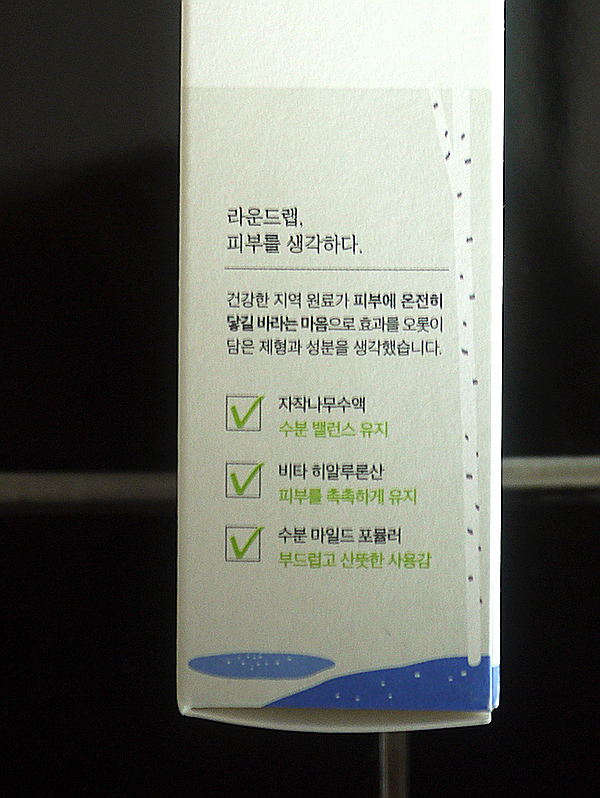 라운드랩,
피부를 생각하다.
건강한 지역 원료가 피부에 온전히
닿길 바라는 마음으로 효과를 오롯이
담은 제형과 성분을 생각했습니다.
자작나무수액
수분 밸런스 유지
비타 히알루론산
피부를 촉촉하게 유지
수분 마일드 포뮬러
부드럽고 산뜻한 사용감